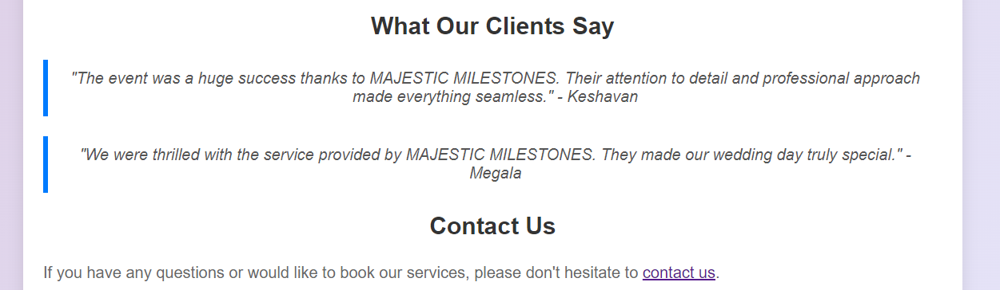 What Our Clients Say
"The event was a huge success thanks to MAJESTIC MILESTONES. Their attention to detail and professional approach
made everything seamless." - Keshavan
"We were thrilled with the service provided by MAJESTIC MILESTONES. They made our wedding day truly special." -
Megala
Contact Us
If you have any questions or would like to book our services, please don't hesitate to contact us.